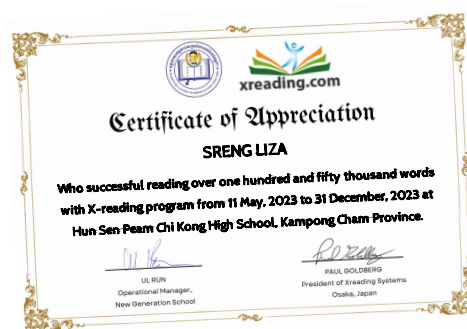 xreading.com
Certificate of Appreciation
SRENG LIZA
Who successful reading over one hundred and fifty thousand words
with X-reading program from 11 May, 2023 to 31 December, 2023 at
Hun Sen Peam Chi Kong High School, Kampong Cham Province.
UL RUN
Operational Manager,
New Generation School
PAUL GOLDBERG
President of Xreading Systems
Osaka, Japan